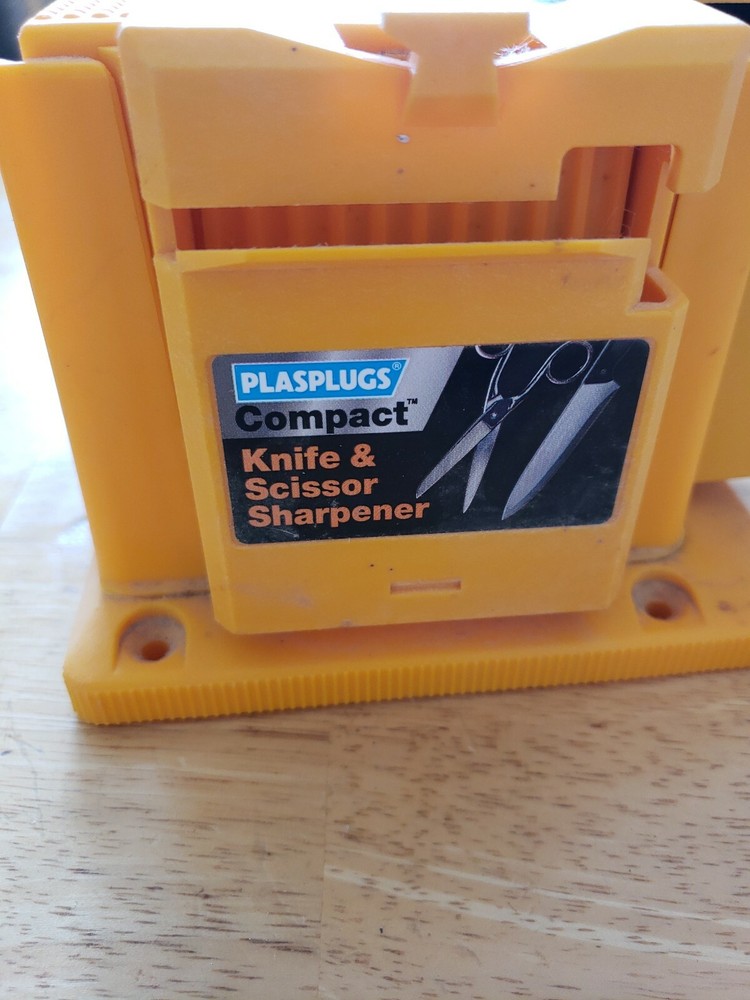 PLASPLUGS®
Compact™
Knife &
Scissor
Sharpener